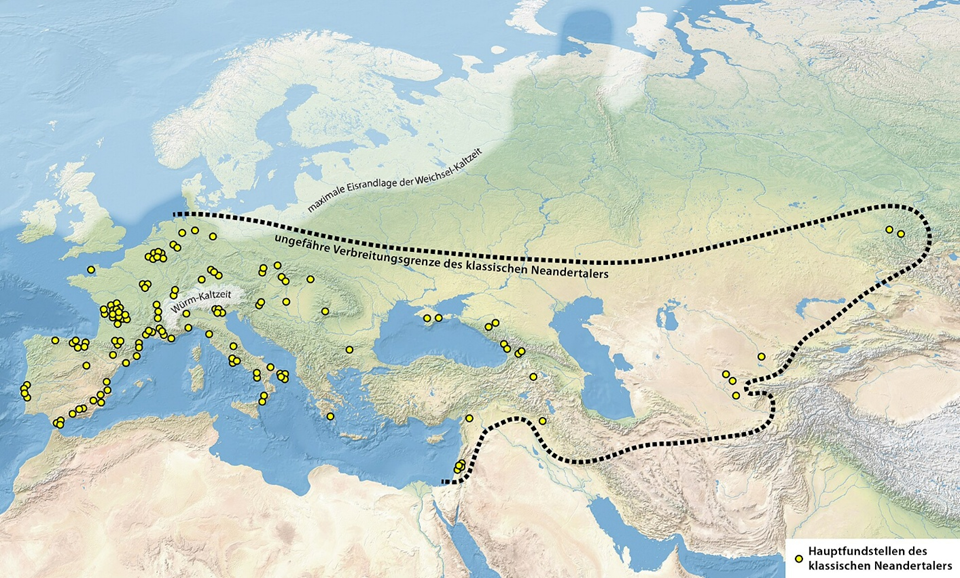 maximale Eisrandlage der Weichsel-Kaltzeit
ungefähre Verbreitungsgrenze des klassischen Neandertalers
Würm-Kaltzeit
Hauptfundstellen des
klassischen Neandertalers